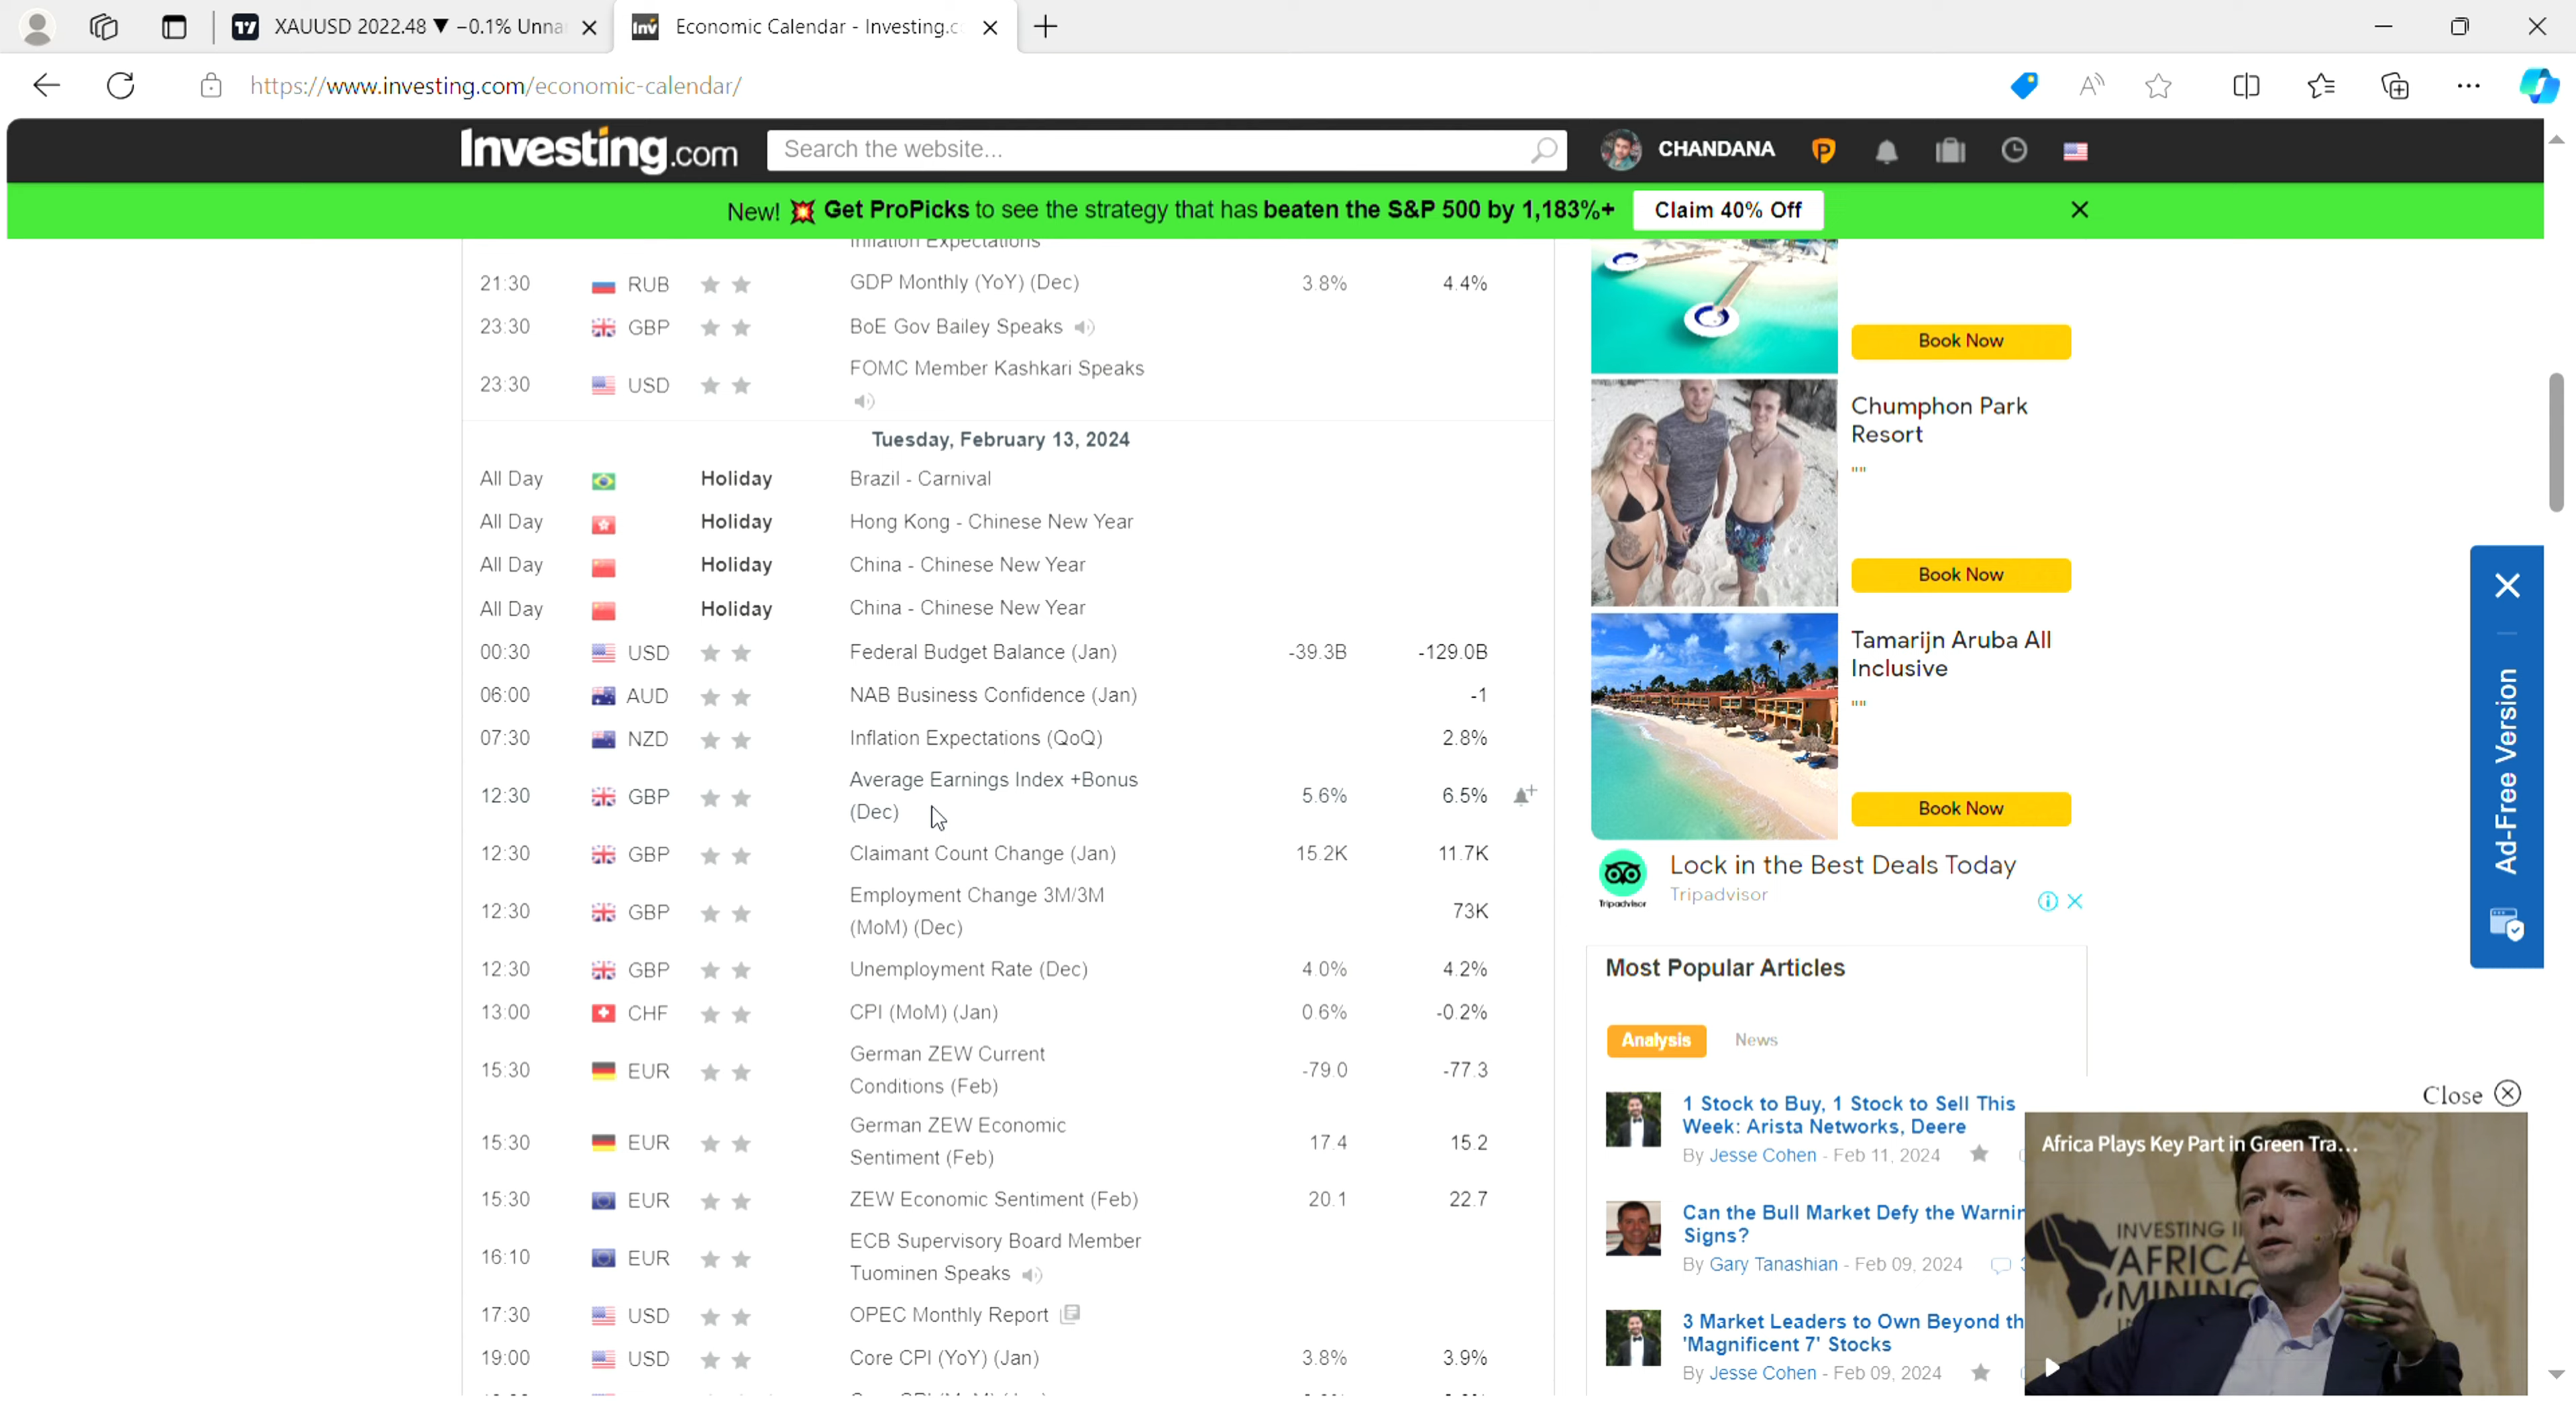 XAUUSD 2022.48 ▼ −0.1% Unna
Economic Calendar - Investing.c
https://www.investing.com/economic-calendar/
Investing.com
Search the website...
CHANDANA
New! 💥 Get ProPicks to see the strategy that has beaten the S&P 500 by 1,183%+
Claim 40% Off
Inflation Expectations
21:30 RUB GDP Monthly (YoY) (Dec) 3.8% 4.4%
23:30 GBP BoE Gov Bailey Speaks
23:30 USD FOMC Member Kashkari Speaks
Tuesday, February 13, 2024
All Day Holiday Brazil - Carnival
All Day Holiday Hong Kong - Chinese New Year
All Day Holiday China - Chinese New Year
All Day Holiday China - Chinese New Year
00:30 USD Federal Budget Balance (Jan) -39.3B -129.0B
06:00 AUD NAB Business Confidence (Jan) -1
07:30 NZD Inflation Expectations (QoQ) 2.8%
12:30 GBP Average Earnings Index +Bonus
(Dec) 5.6% 6.5%
12:30 GBP Claimant Count Change (Jan) 15.2K 11.7K
12:30 GBP Employment Change 3M/3M
(MoM) (Dec) 73K
12:30 GBP Unemployment Rate (Dec) 4.0% 4.2%
13:00 CHF CPI (MoM) (Jan) 0.6% -0.2%
15:30 EUR German ZEW Current
Conditions (Feb) -79.0 -77.3
15:30 EUR German ZEW Economic
Sentiment (Feb) 17.4 15.2
15:30 EUR ZEW Economic Sentiment (Feb) 20.1 22.7
16:10 EUR ECB Supervisory Board Member
Tuominen Speaks
17:30 USD OPEC Monthly Report
19:00 USD Core CPI (YoY) (Jan) 3.8% 3.9%
Book Now
Chumphon Park
Resort
""
Book Now
Tamarijn Aruba All
Inclusive
""
Book Now
Tripadvisor
Lock in the Best Deals Today
Tripadvisor
Most Popular Articles
Analysis
News
1 Stock to Buy, 1 Stock to Sell This
Week: Arista Networks, Deere
By Jesse Cohen - Feb 11, 2024
Can the Bull Market Defy the Warnin
Signs?
By Gary Tanashian - Feb 09, 2024
3 Market Leaders to Own Beyond th
'Magnificent 7' Stocks
By Jesse Cohen - Feb 09, 2024
Ad-Free Version
Close
Africa Plays Key Part in Green Tra...
INVESTING I
AFRICA
MINING